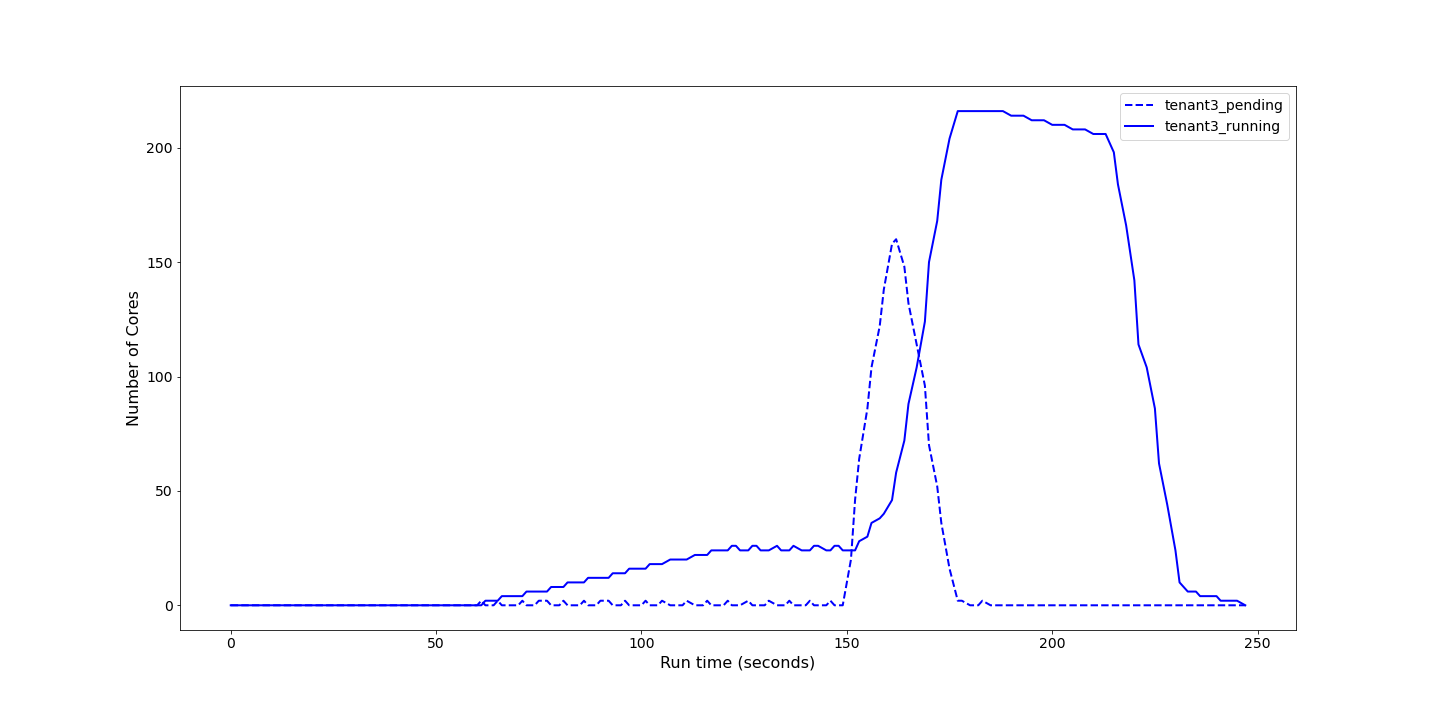 tenant3_pending
tenant3_running
Number of Cores
200
150
100
50
0
0 50 100 150 200 250
Run time (seconds)